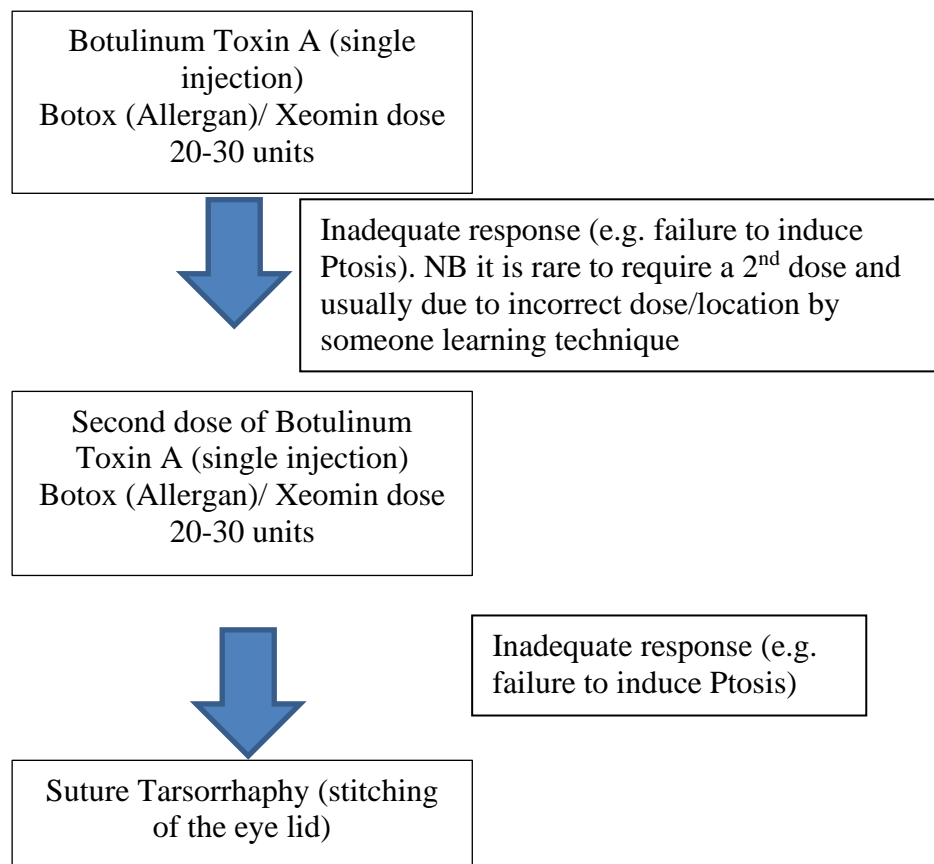 Botulinum Toxin A (single
injection)
Botox (Allergan)/ Xeomin dose
20-30 units
Inadequate response (e.g. failure to induce
Ptosis). NB it is rare to require a 2nd dose and
usually due to incorrect dose/location by
someone learning technique
Second dose of Botulinum
Toxin A (single injection)
Botox (Allergan)/ Xeomin dose
20-30 units
Inadequate response (e.g.
failure to induce Ptosis)
Suture Tarsorrhaphy (stitching
of the eye lid)